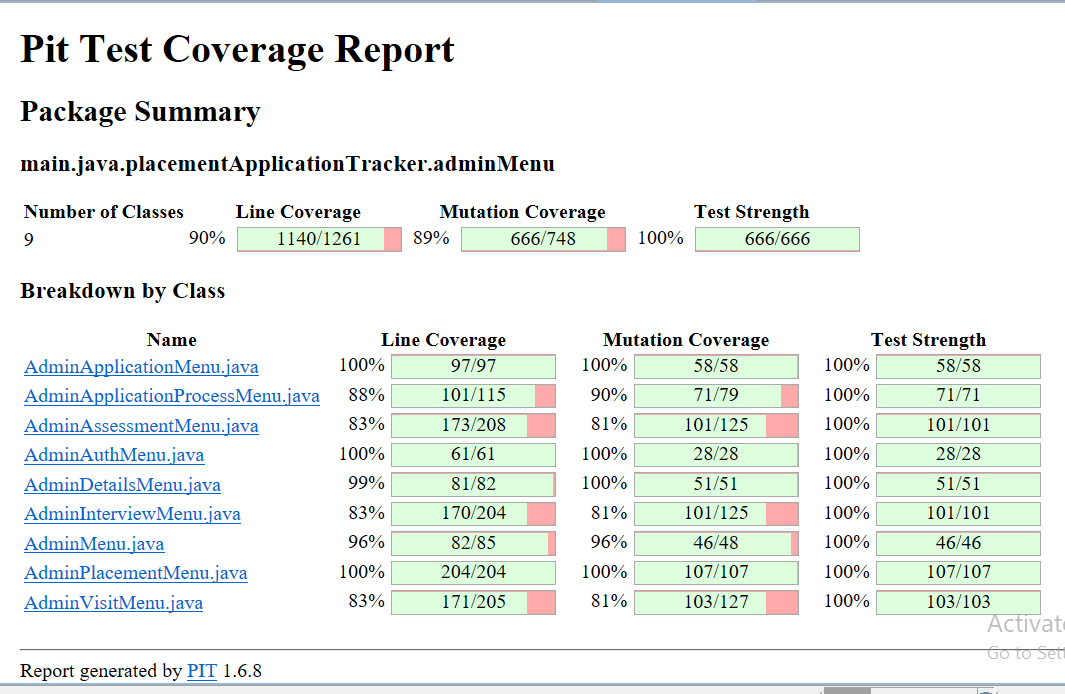 Pit Test Coverage Report
Package Summary
main.java.placementApplicationTracker.adminMenu
Number of Classes Line Coverage Mutation Coverage Test Strength
9 90% 1140/1261 89% 666/748 100% 666/666
Breakdown by Class
Name Line Coverage Mutation Coverage Test Strength
AdminApplicationMenu.java 100% 97/97 100% 58/58 100% 58/58
AdminApplicationProcessMenu.java 88% 101/115 90% 71/79 100% 71/71
AdminAssessmentMenu.java 83% 173/208 81% 101/125 100% 101/101
AdminAuthMenu.java 100% 61/61 100% 28/28 100% 28/28
AdminDetailsMenu.java 99% 81/82 100% 51/51 100% 51/51
AdminInterviewMenu.java 83% 170/204 81% 101/125 100% 101/101
AdminMenu.java 96% 82/85 96% 46/48 100% 46/46
AdminPlacementMenu.java 100% 204/204 100% 107/107 100% 107/107
AdminVisitMenu.java 83% 171/205 81% 103/127 100% 103/103
Activat
Go to Sett
Report generated by PIT 1.6.8